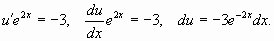 u′e^{2x} = −3, \frac{du}{dx}e^{2x} = −3, du = −3e^{−2x}dx.